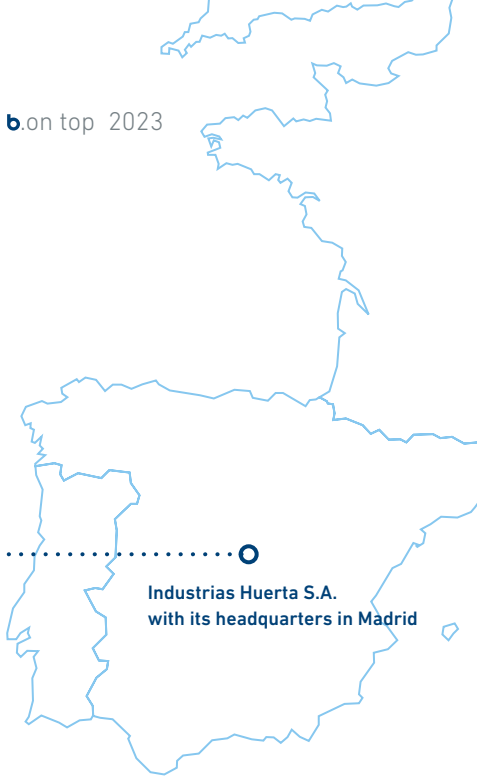 b.on top 2023
Industrias Huerta S.A.
with its headquarters in Madrid